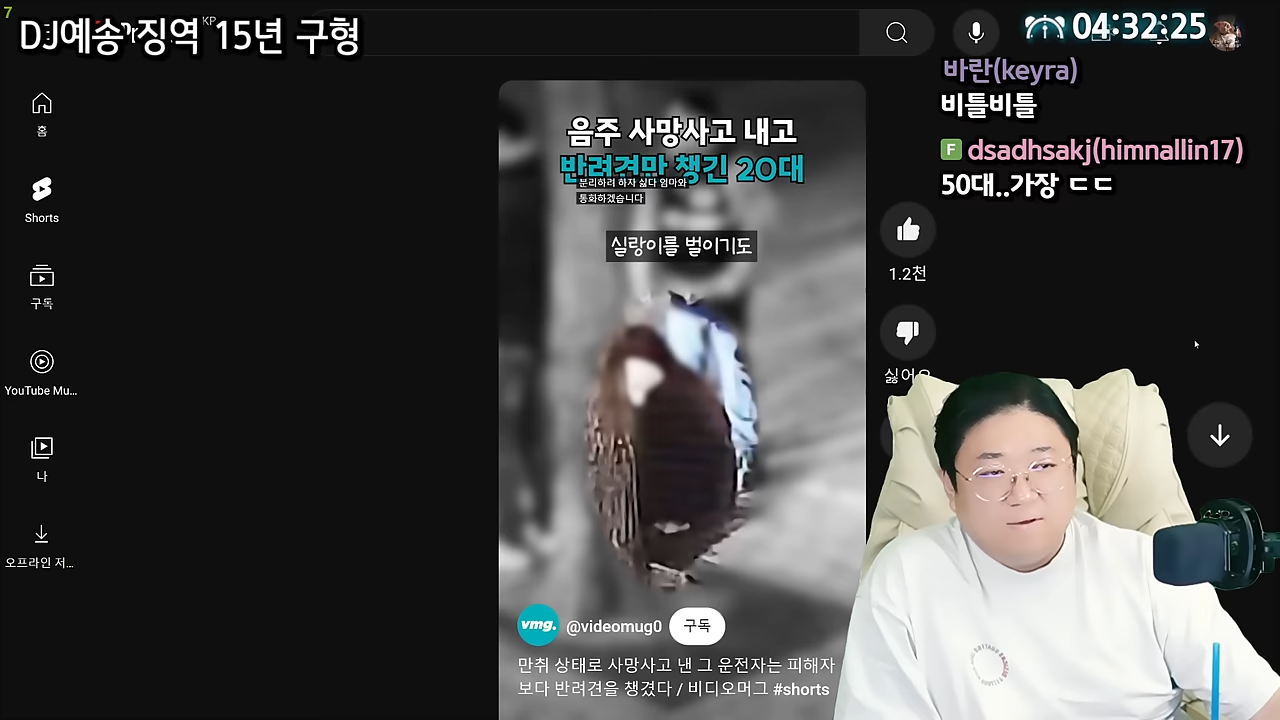 7
DJ예송 징역 15년 구형
KP
04:32:25
바란(keyra)
비틀비틀
F dsadhsakj(himnallin17)
50대..가장 ㄷㄷ
홈
Shorts
구독
YouTube Mu...
나
오프라인 저...
음주 사망사고 내고
반려견만 챙긴 20대
분리하려 하자 싫다 엄마와
통화하겠습니다
실랑이를 벌이기도
1.2천
vmg. @videomug0 구독
만취 상태로 사망사고 낸 그 운전자는 피해자
보다 반려견을 챙겼다 / 비디오머그 #shorts